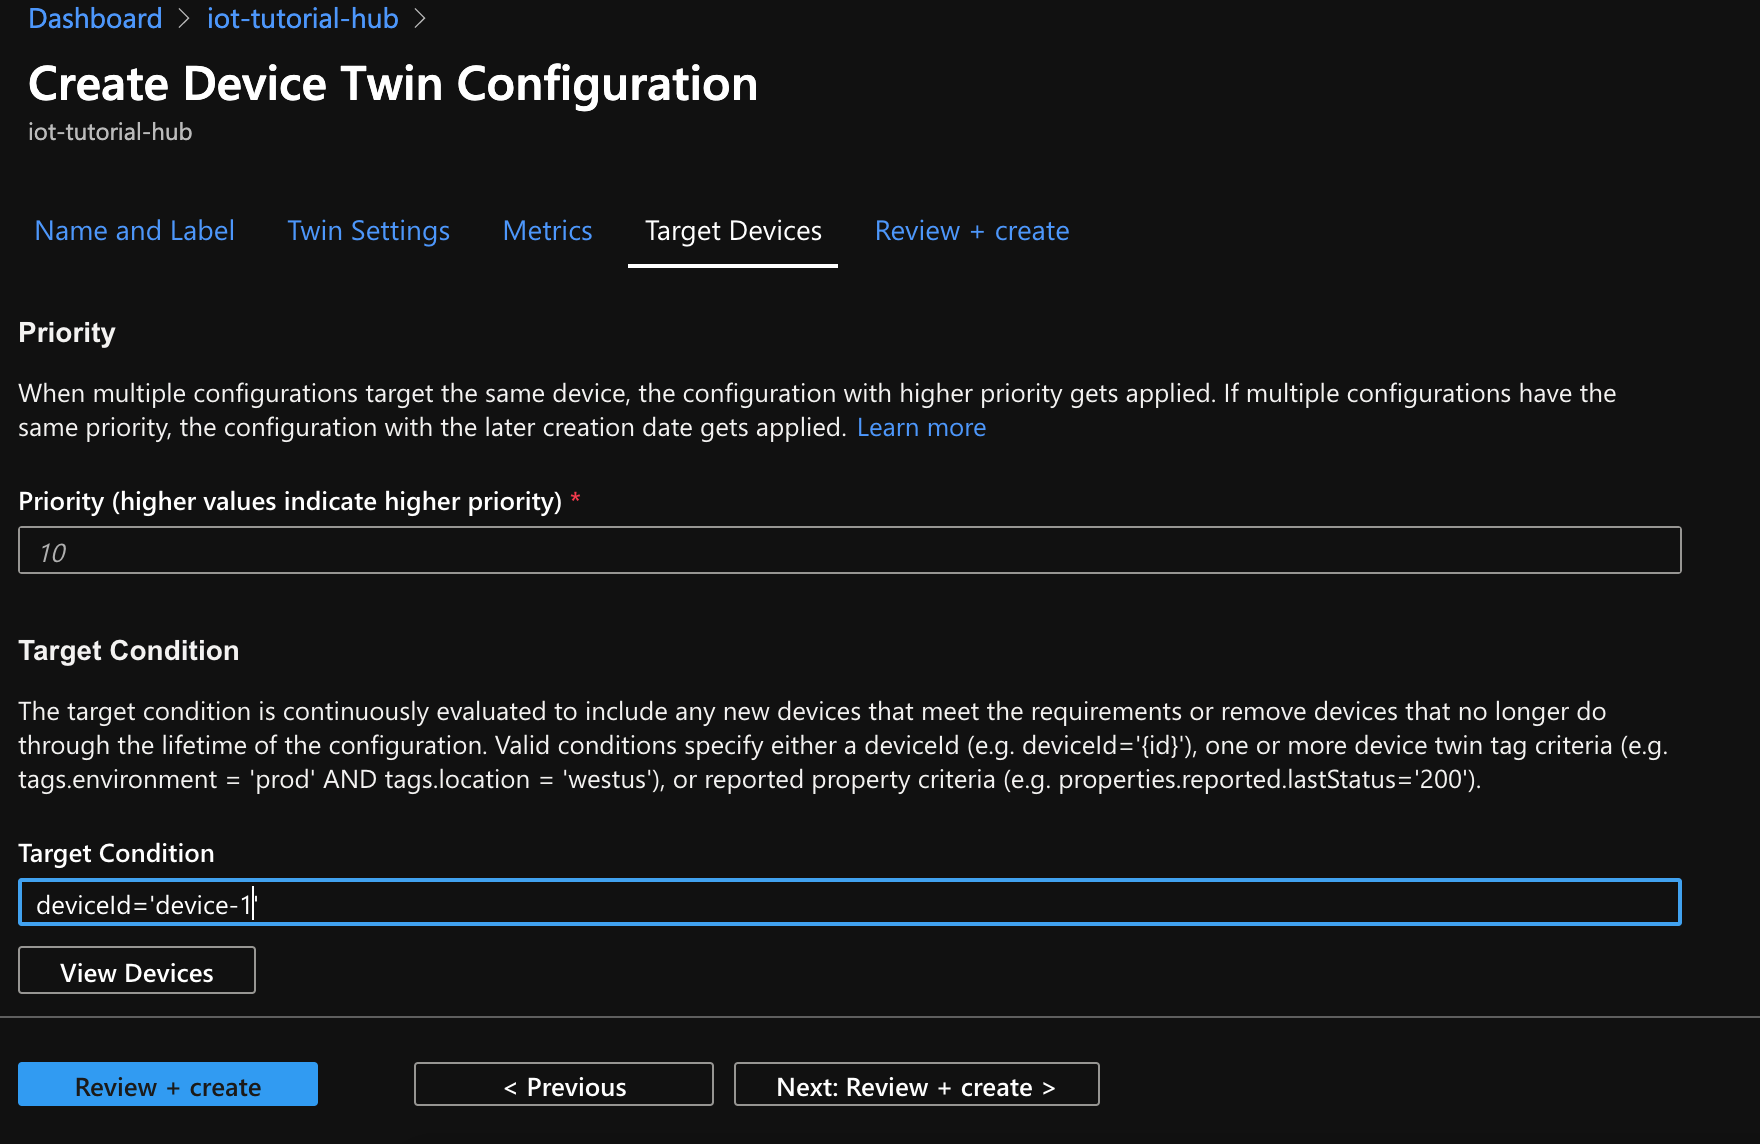 Dashboard > iot-tutorial-hub >
Create Device Twin Configuration
iot-tutorial-hub
Name and Label Twin Settings Metrics Target Devices Review + create
Priority
When multiple configurations target the same device, the configuration with higher priority gets applied. If multiple configurations have the
same priority, the configuration with the later creation date gets applied. Learn more
Priority (higher values indicate higher priority) *
10
Target Condition
The target condition is continuously evaluated to include any new devices that meet the requirements or remove devices that no longer do
through the lifetime of the configuration. Valid conditions specify either a deviceId (e.g. deviceId='{id}'), one or more device twin tag criteria (e.g.
tags.environment = 'prod' AND tags.location = 'westus'), or reported property criteria (e.g. properties.reported.lastStatus='200').
Target Condition
deviceId='device-1'
View Devices
Review + create < Previous Next: Review + create >